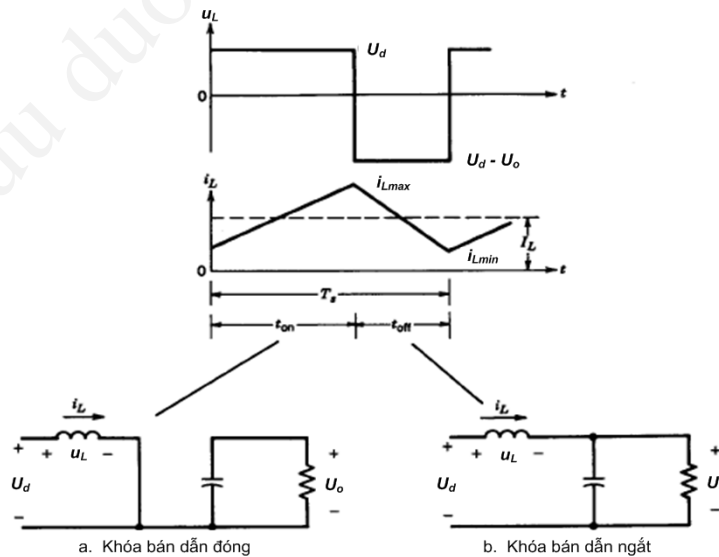 u_L
U_d
0
t
U_d - U_o
i_L
i_Lmax
I_L
i_Lmin
0
t
T_s
t_on
t_off
i_L
+
+ u_L -
U_d
-
+
U_o
-
a. Khóa bán dẫn đóng
i_L
+
+ u_L -
U_d
-
+
U
-
b. Khóa bán dẫn ngắt